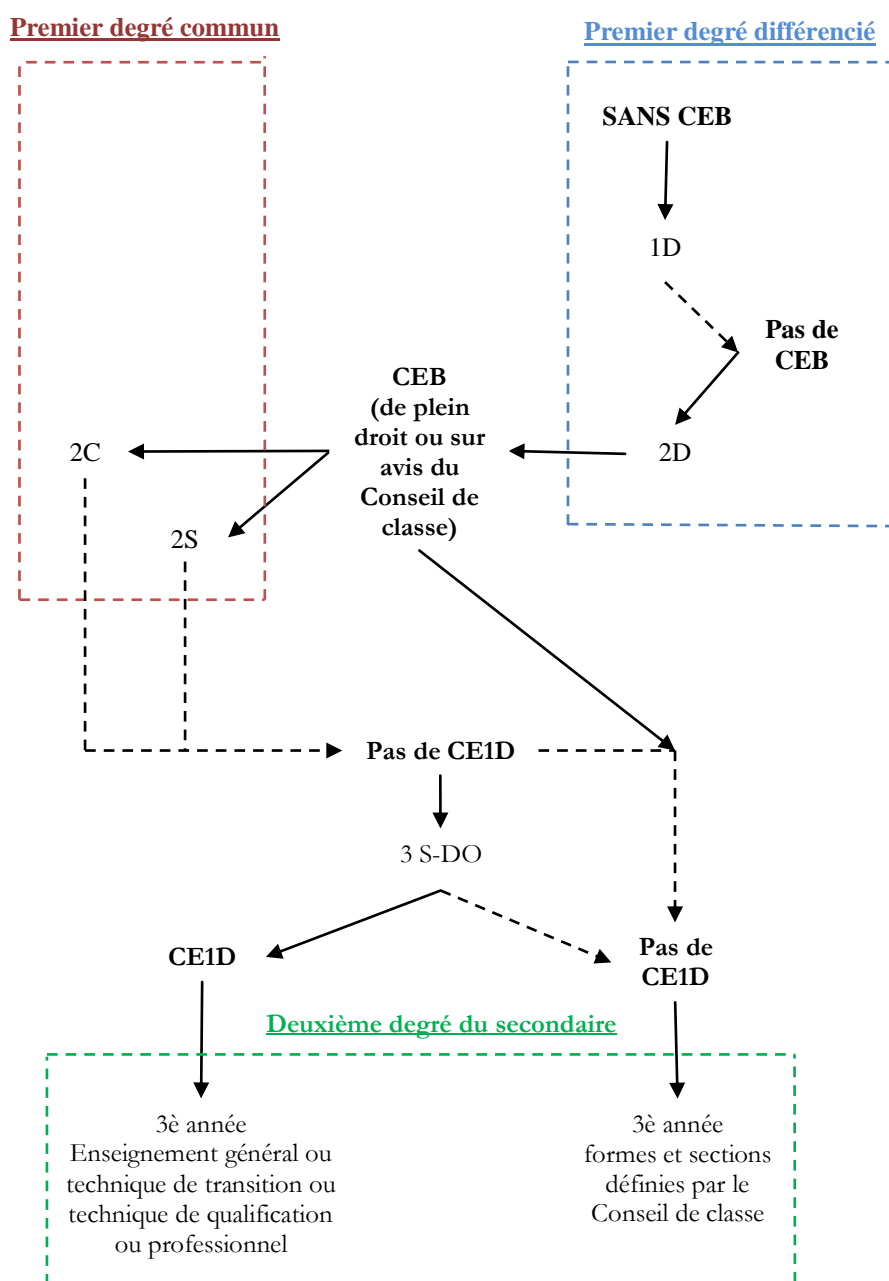 Premier degré commun
Premier degré différencié
SANS CEB
1D
Pas de
CEB
CEB
(de plein
droit ou sur
avis du
Conseil de
classe)
2C
2D
2S
Pas de CE1D
3 S-DO
CE1D
Pas de
CE1D
Deuxième degré du secondaire
3è année
Enseignement général ou
technique de transition ou
technique de qualification
ou professionnel
3è année
formes et sections
définies par le
Conseil de classe